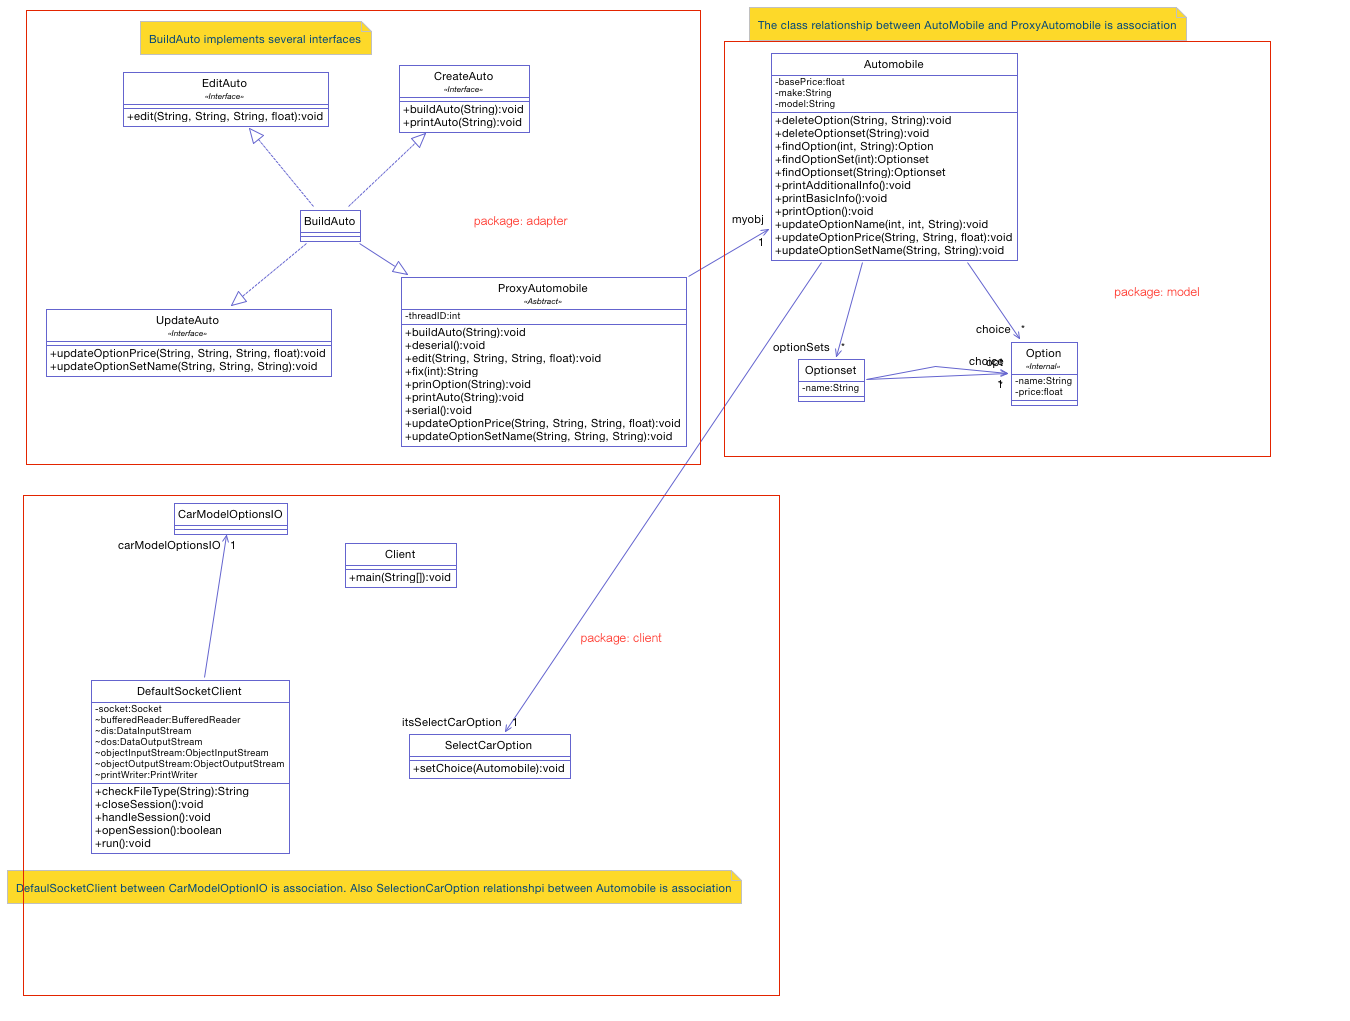 BuildAuto implements several interfaces
EditAuto
«Interface»
+edit(String, String, String, float):void
CreateAuto
«Interface»
+buildAuto(String):void
+printAuto(String):void
BuildAuto
package: adapter
UpdateAuto
«Interface»
+updateOptionPrice(String, String, String, float):void
+updateOptionSetName(String, String, String):void
ProxyAutomobile
«Asbtract»
-threadID:int
+buildAuto(String):void
+deserial():void
+edit(String, String, String, float):void
+fix(int):String
+prinOption(String):void
+printAuto(String):void
+serial():void
+updateOptionPrice(String, String, String, float):void
+updateOptionSetName(String, String, String):void
The class relationship between AutoMobile and ProxyAutomobile is association
Automobile
-basePrice:float
-make:String
-model:String
+deleteOption(String, String):void
+deleteOptionset(String):void
+findOption(int, String):Option
+findOptionSet(int):Optionset
+findOptionset(String):Optionset
+printAdditionalInfo():void
+printBasicInfo():void
+printOption():void
+updateOptionName(int, int, String):void
+updateOptionPrice(String, String, float):void
+updateOptionSetName(String, String):void
myobj
1
package: model
choice *
optionSets *
Optionset
-name:String
choice
opt
1
*
Option
«Internal»
-name:String
-price:float
CarModelOptionsIO
carModelOptionsIO 1
Client
+main(String[]):void
package: client
DefaultSocketClient
-socket:Socket
~bufferedReader:BufferedReader
~dis:DataInputStream
~dos:DataOutputStream
~objectInputStream:ObjectInputStream
~objectOutputStream:ObjectOutputStream
~printWriter:PrintWriter
+checkFileType(String):String
+closeSession():void
+handleSession():void
+openSession():boolean
+run():void
itsSelectCarOption 1
SelectCarOption
+setChoice(Automobile):void
DefaulSocketClient between CarModelOptionIO is association. Also SelectionCarOption relationshpi between Automobile is association